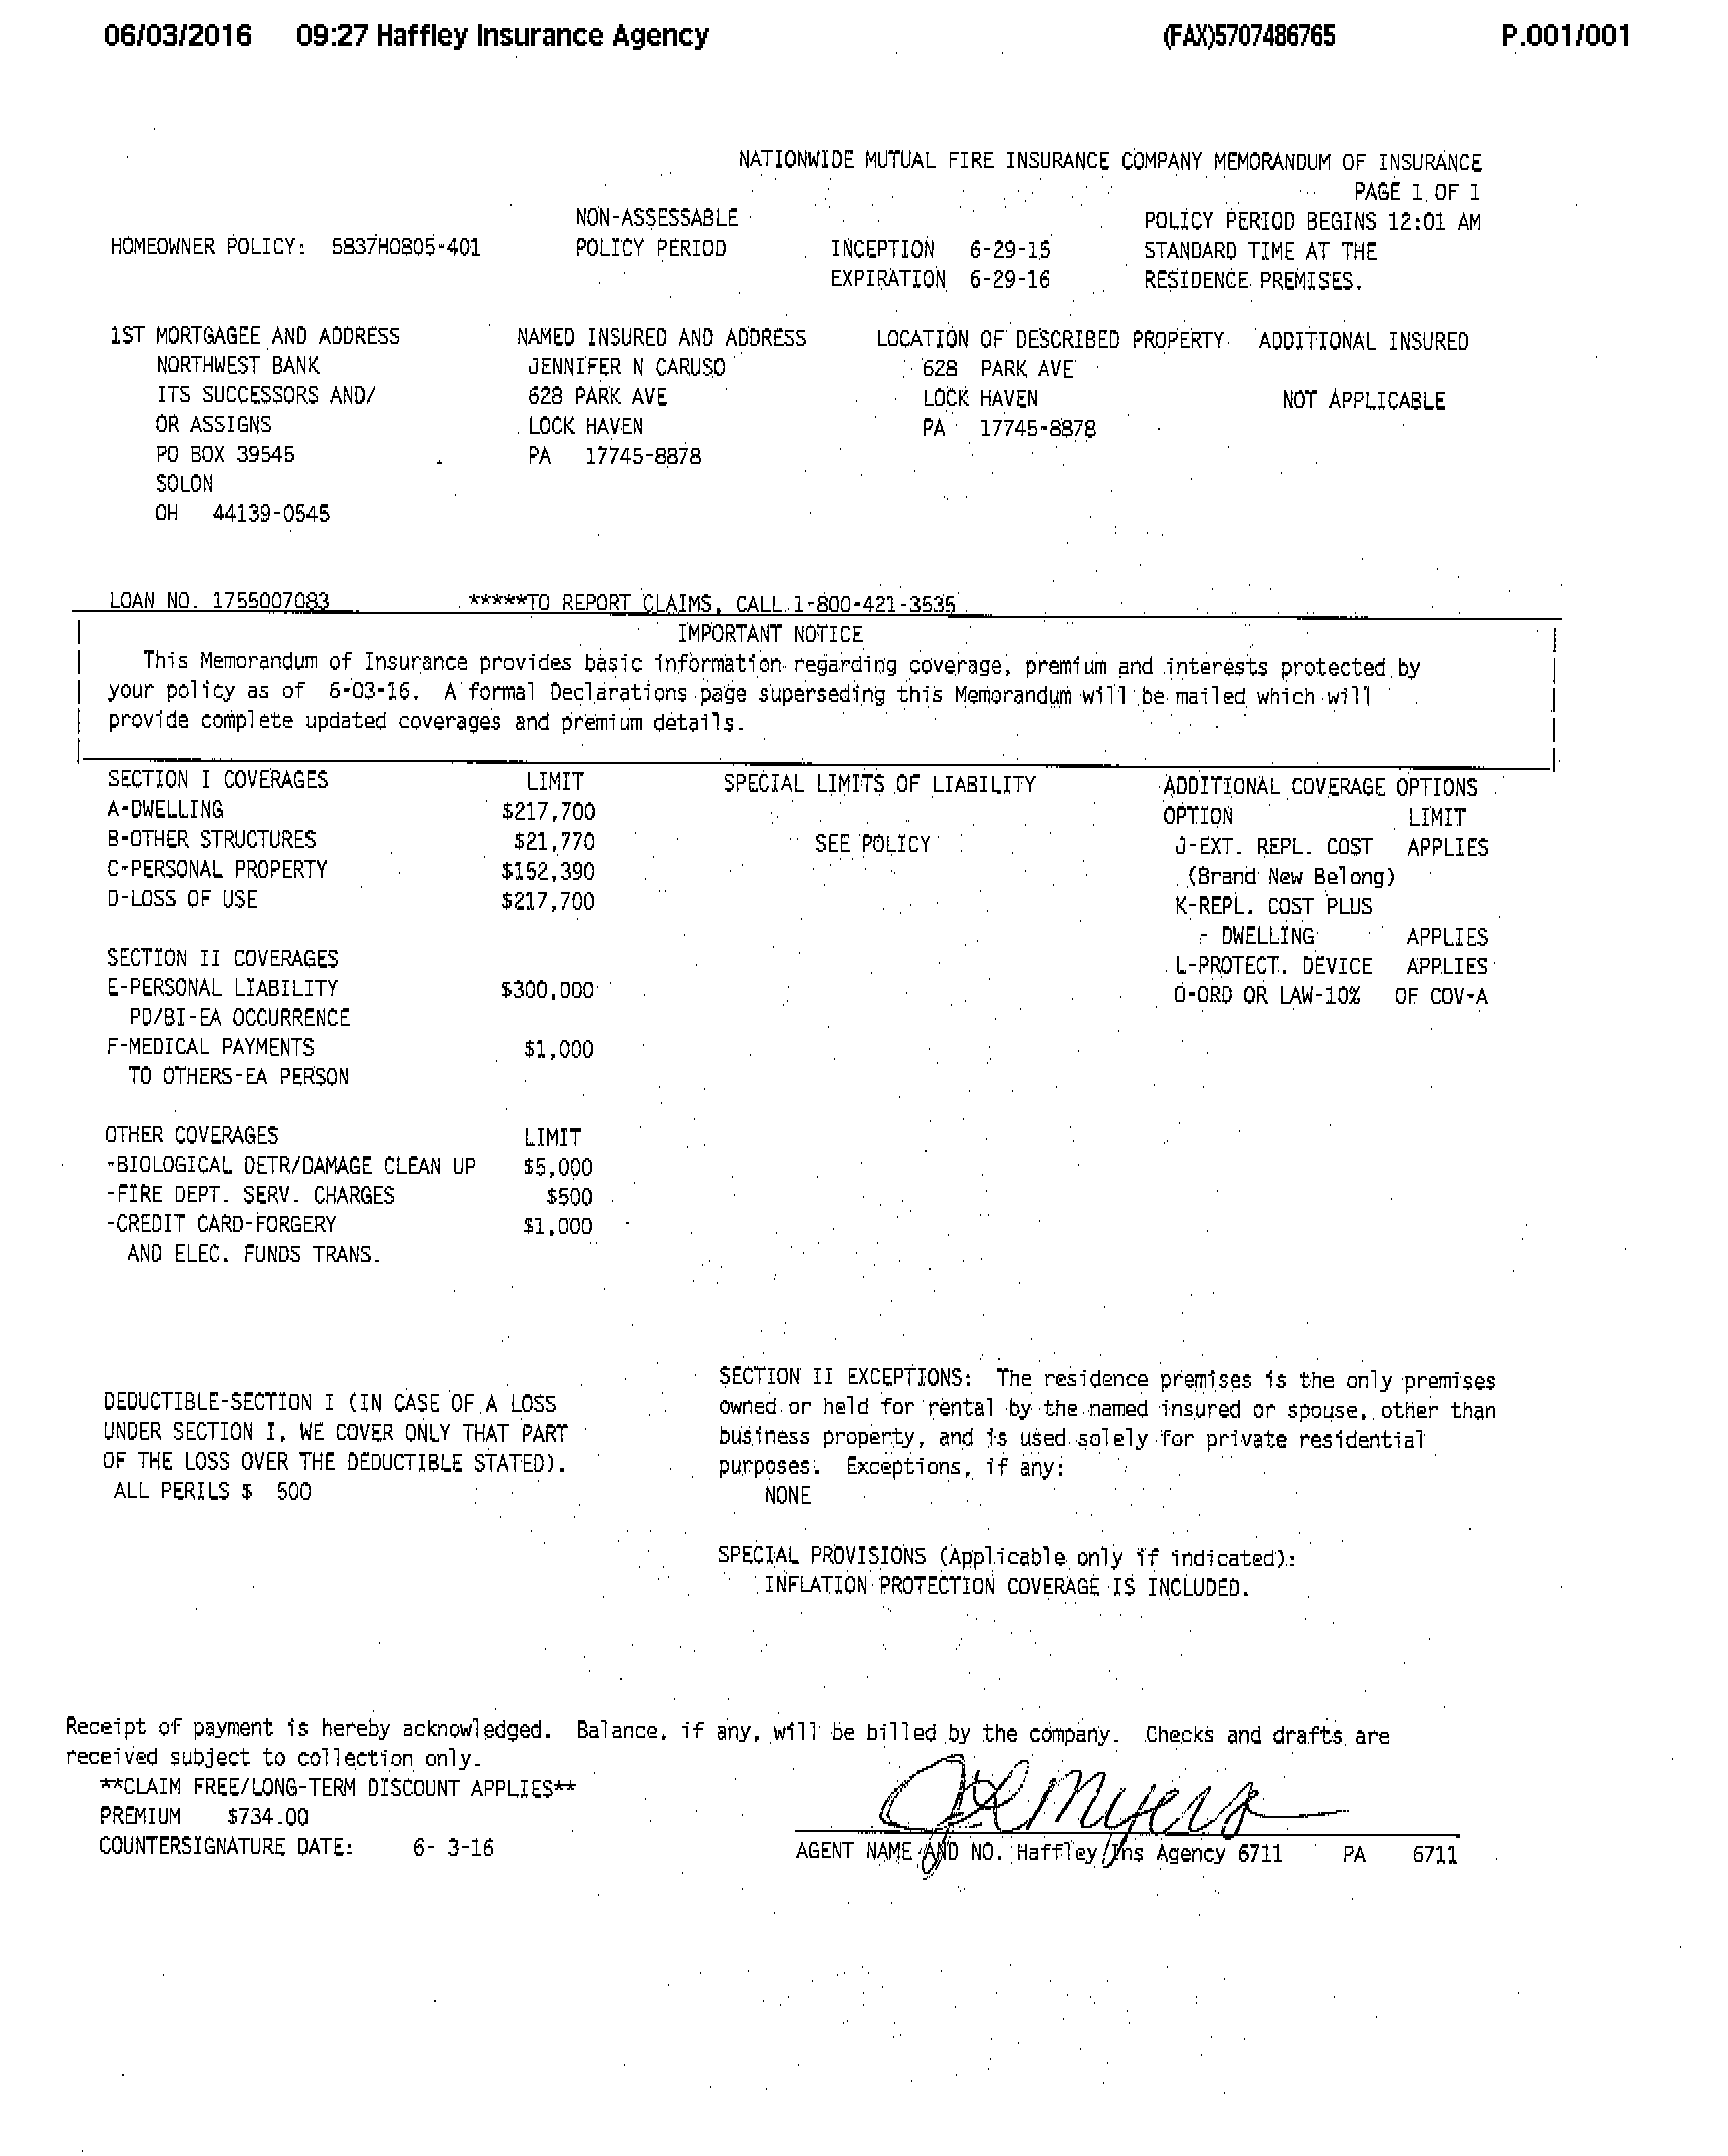 06/03/2016 09:27 Haffley Insurance Agency (FAX)5707486765 P.001/001
NATIONWIDE MUTUAL FIRE INSURANCE COMPANY MEMORANDUM OF INSURANCE
PAGE 1 OF 1
NON-ASSESSABLE POLICY PERIOD BEGINS 12:01 AM
HOMEOWNER POLICY: 5837HO805-401 POLICY PERIOD INCEPTION 6-29-15 STANDARD TIME AT THE
EXPIRATION 6-29-16 RESIDENCE PREMISES.
1ST MORTGAGEE AND ADDRESS NAMED INSURED AND ADDRESS LOCATION OF DESCRIBED PROPERTY ADDITIONAL INSURED
NORTHWEST BANK JENNIFER N CARUSO 628 PARK AVE
ITS SUCCESSORS AND/ 628 PARK AVE LOCK HAVEN NOT APPLICABLE
OR ASSIGNS LOCK HAVEN PA 17745-8878
PO BOX 39545 PA 17745-8878
SOLON
OH 44139-0545
LOAN NO. 1755007083 *****TO REPORT CLAIMS, CALL 1-800-421-3535
IMPORTANT NOTICE
This Memorandum of Insurance provides basic information regarding coverage, premium and interests protected by
your policy as of 6-03-16. A formal Declarations page superseding this Memorandum will be mailed which will
provide complete updated coverages and premium details.
SECTION I COVERAGES LIMIT SPECIAL LIMITS OF LIABILITY ADDITIONAL COVERAGE OPTIONS
A-DWELLING $217,700 OPTION LIMIT
B-OTHER STRUCTURES $21,770 SEE POLICY J-EXT. REPL. COST APPLIES
C-PERSONAL PROPERTY $152,390 (Brand New Belong)
D-LOSS OF USE $217,700 K-REPL. COST PLUS
- DWELLING APPLIES
SECTION II COVERAGES L-PROTECT. DEVICE APPLIES
E-PERSONAL LIABILITY $300,000 O-ORD OR LAW-10% OF COV-A
PD/BI-EA OCCURRENCE
F-MEDICAL PAYMENTS $1,000
TO OTHERS-EA PERSON
OTHER COVERAGES LIMIT
-BIOLOGICAL DETR/DAMAGE CLEAN UP $5,000
-FIRE DEPT. SERV. CHARGES $500
-CREDIT CARD-FORGERY $1,000
AND ELEC. FUNDS TRANS.
SECTION II EXCEPTIONS: The residence premises is the only premises
DEDUCTIBLE-SECTION I (IN CASE OF A LOSS owned or held for rental by the named insured or spouse, other than
UNDER SECTION I, WE COVER ONLY THAT PART business property, and is used solely for private residential
OF THE LOSS OVER THE DEDUCTIBLE STATED). purposes. Exceptions, if any:
ALL PERILS $ 500 NONE
SPECIAL PROVISIONS (Applicable only if indicated):
INFLATION PROTECTION COVERAGE IS INCLUDED.
Receipt of payment is hereby acknowledged. Balance, if any, will be billed by the company. Checks and drafts are
received subject to collection only.
**CLAIM FREE/LONG-TERM DISCOUNT APPLIES**
PREMIUM $734.00 Myers
COUNTERSIGNATURE DATE: 6- 3-16 AGENT NAME AND NO. Haffley Ins Agency 6711 PA 6711